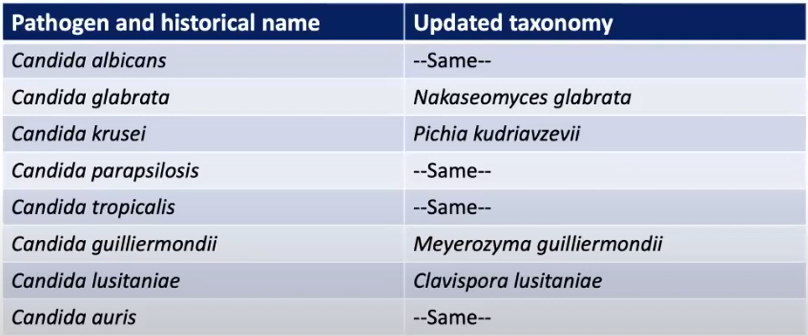 Pathogen and historical name Updated taxonomy
Candida albicans --Same--
Candida glabrata Nakaseomyces glabrata
Candida krusei Pichia kudriavzevii
Candida parapsilosis --Same--
Candida tropicalis --Same--
Candida guilliermondii Meyerozyma guilliermondii
Candida lusitaniae Clavispora lusitaniae
Candida auris --Same--